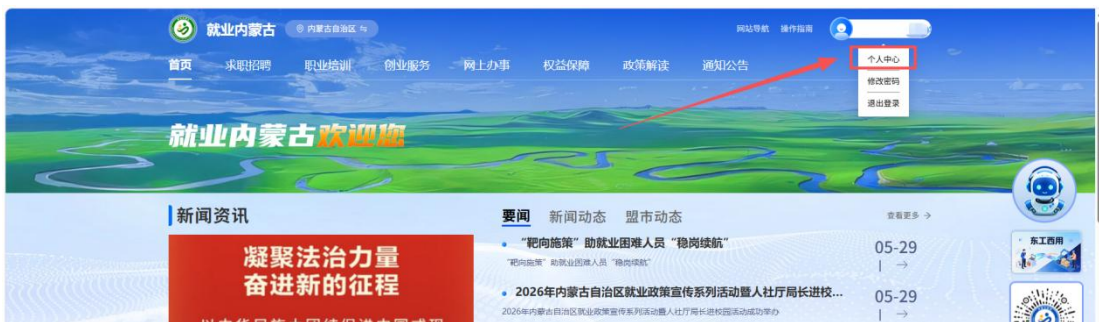 就业内蒙古 内蒙古自治区
网站导航 操作指南
首页 求职招聘 职业培训 创业服务 网上办事 权益保障 政策解读 通知公告
个人中心
修改密码
退出登录
就业内蒙古欢迎您
新闻资讯
要闻 新闻动态 盟市动态 查看更多 →
“靶向施策”助就业困难人员“稳岗续航” 05-29
“靶向施策”助就业困难人员“稳岗续航”
东工西用
凝聚法治力量
奋进新的征程
2026年内蒙古自治区就业政策宣传系列活动暨人社厅局长进校... 05-29
2026年内蒙古自治区就业政策宣传系列活动暨人社厅局长进校园活动成功举办